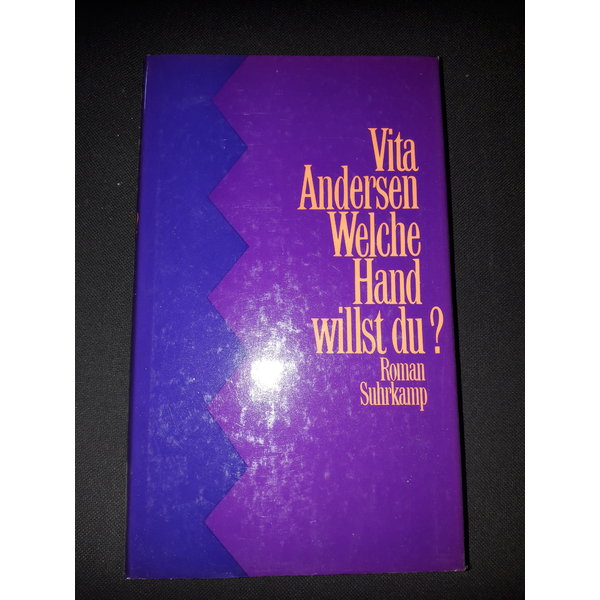 Vita
Andersen
Welche
Hand
willst du?
Roman
Suhrkamp